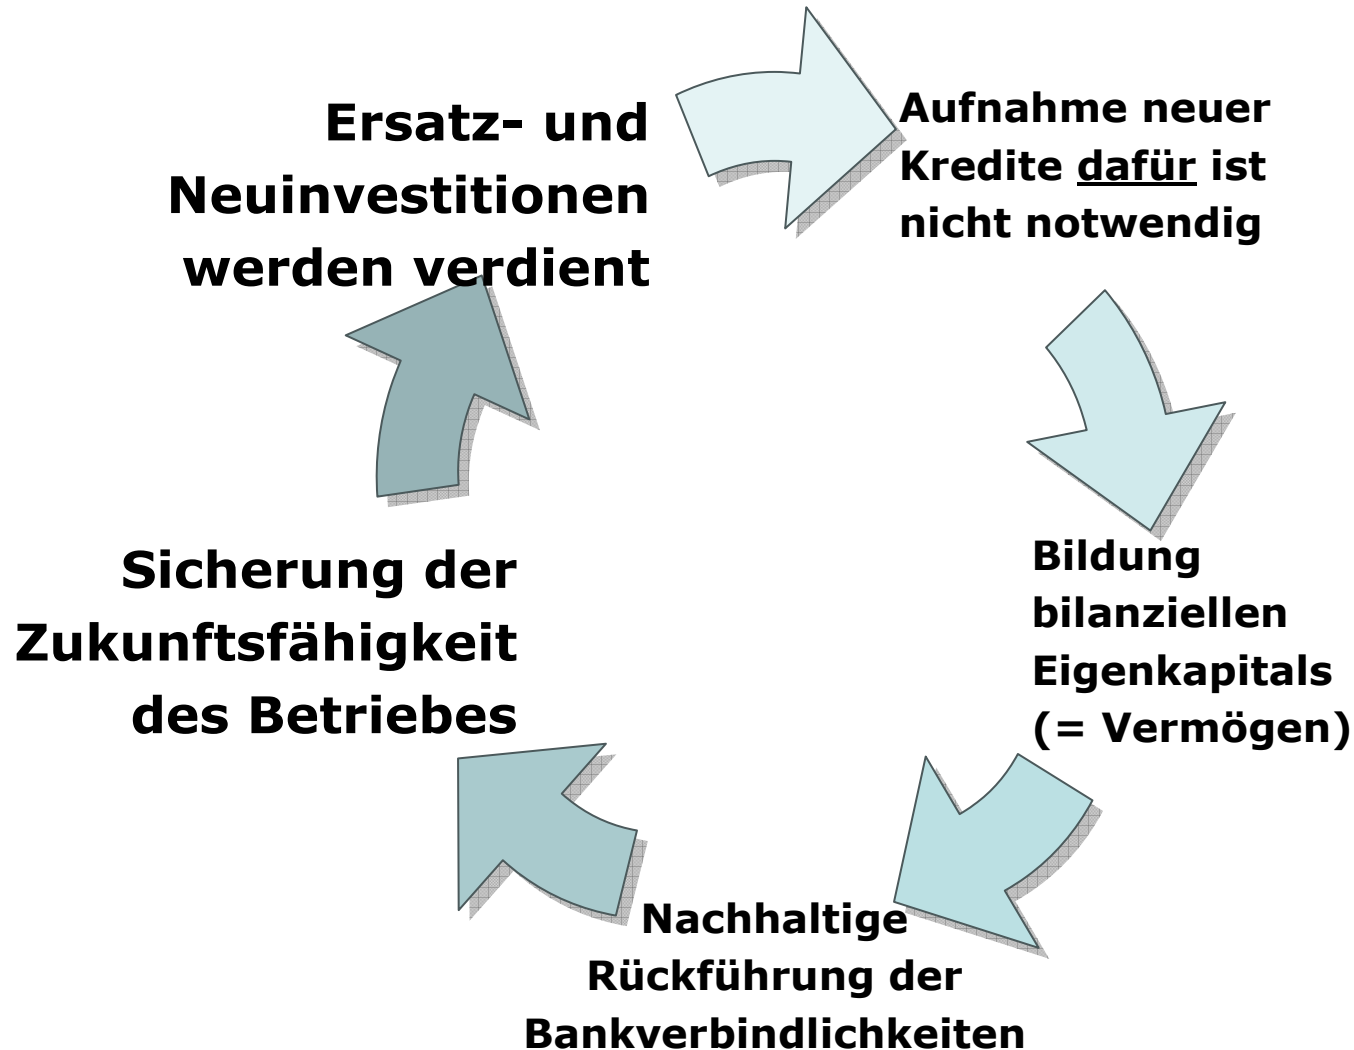 Ersatz- und
Neuinvestitionen
werden verdient
Aufnahme neuer
Kredite dafür ist
nicht notwendig
Bildung
bilanziellen
Eigenkapitals
(= Vermögen)
Nachhaltige
Rückführung der
Bankverbindlichkeiten
Sicherung der
Zukunftsfähigkeit
des Betriebes